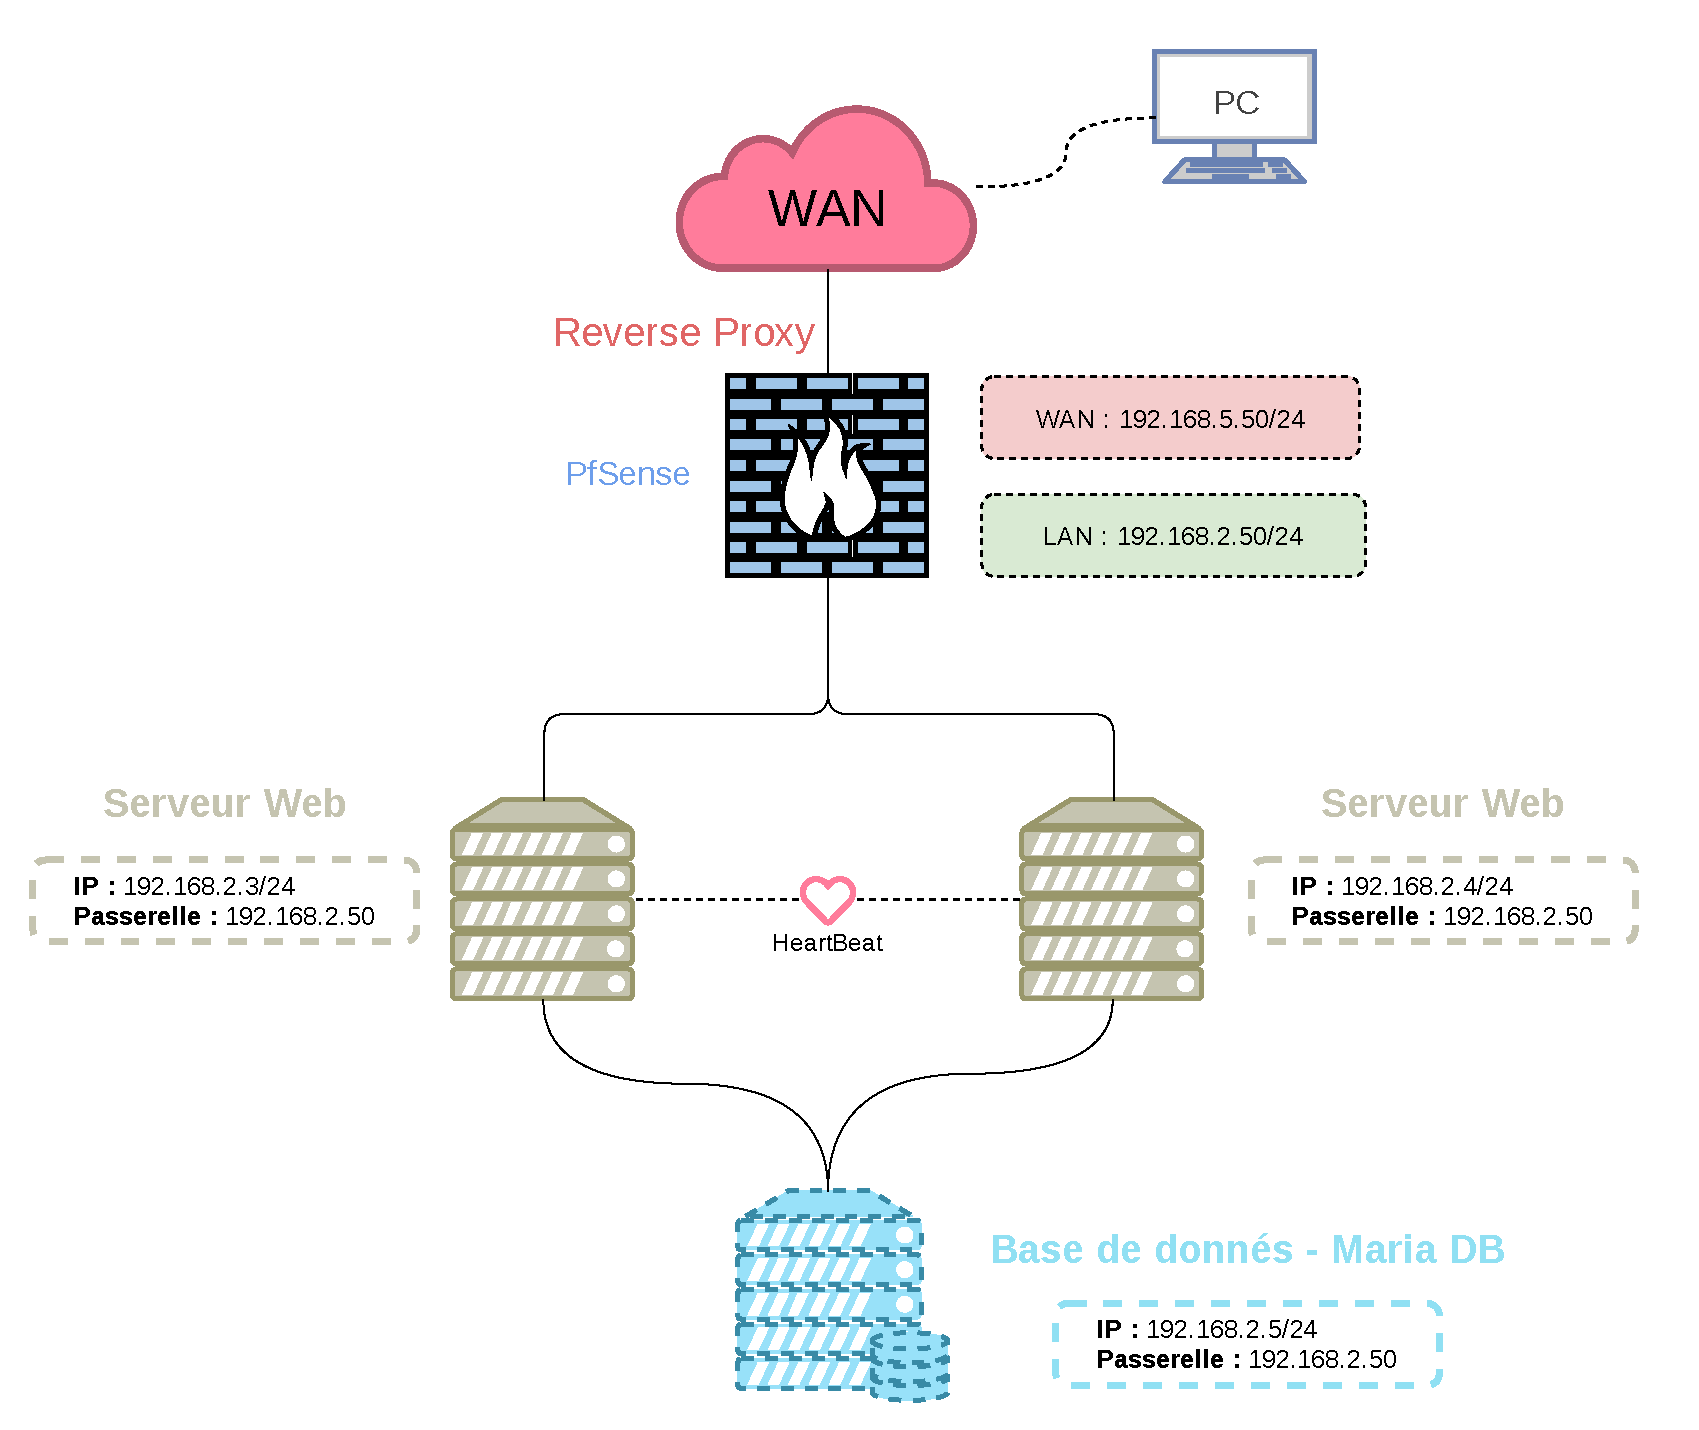 PC
WAN
Reverse Proxy
PfSense
WAN : 192.168.5.50/24
LAN : 192.168.2.50/24
Serveur Web
IP : 192.168.2.3/24
Passerelle : 192.168.2.50
HeartBeat
Serveur Web
IP : 192.168.2.4/24
Passerelle : 192.168.2.50
Base de donnés - Maria DB
IP : 192.168.2.5/24
Passerelle : 192.168.2.50